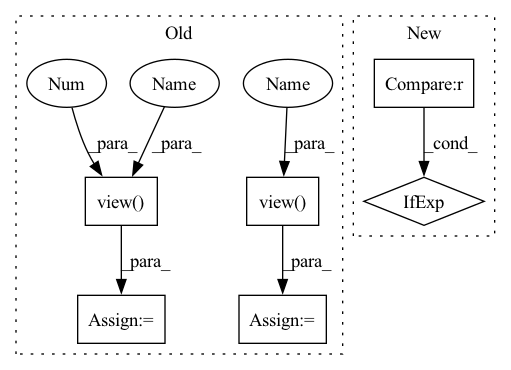 Old
New
Num
Name
Name
Compare:r
_para_
_para_
_para_
_cond_
view()
view()
IfExp
_para_
_para_
Assign:=
Assign:=